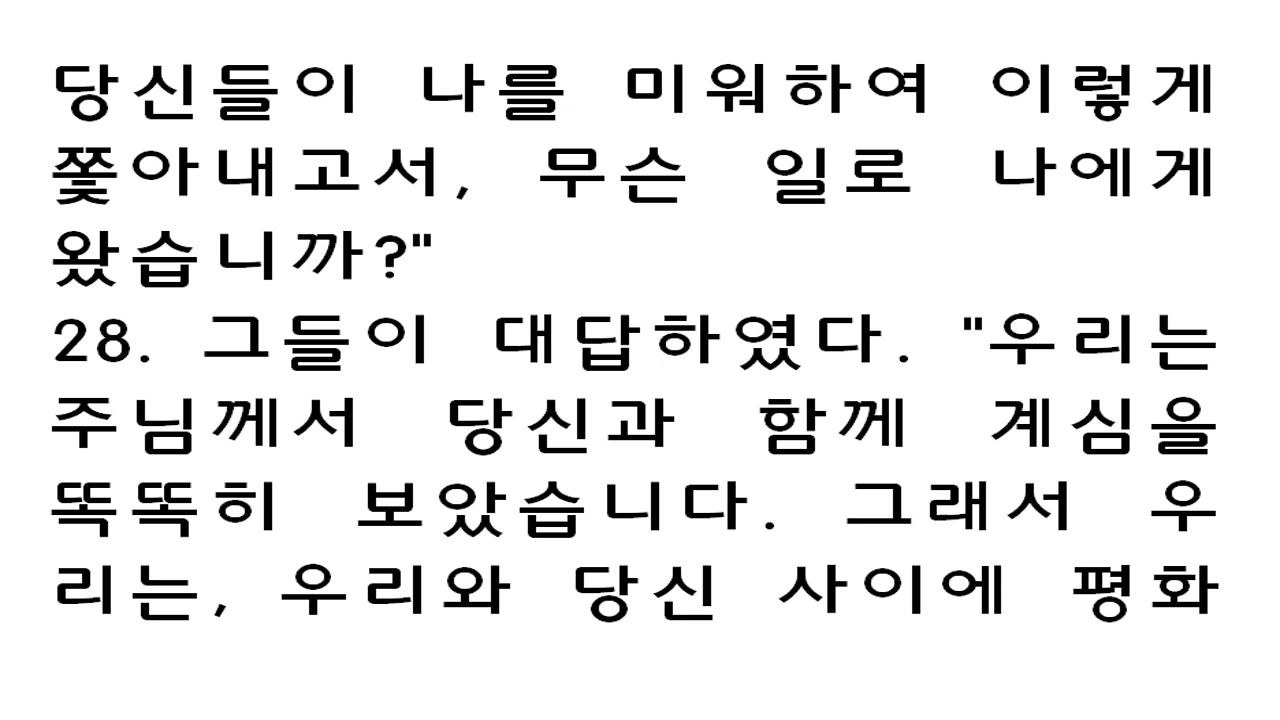 당신들이 나를 미워하여 이렇게
쫓아내고서, 무슨 일로 나에게
왔습니까?"
28. 그들이 대답하였다. "우리는
주님께서 당신과 함께 계심을
똑똑히 보았습니다. 그래서 우
리는, 우리와 당신 사이에 평화